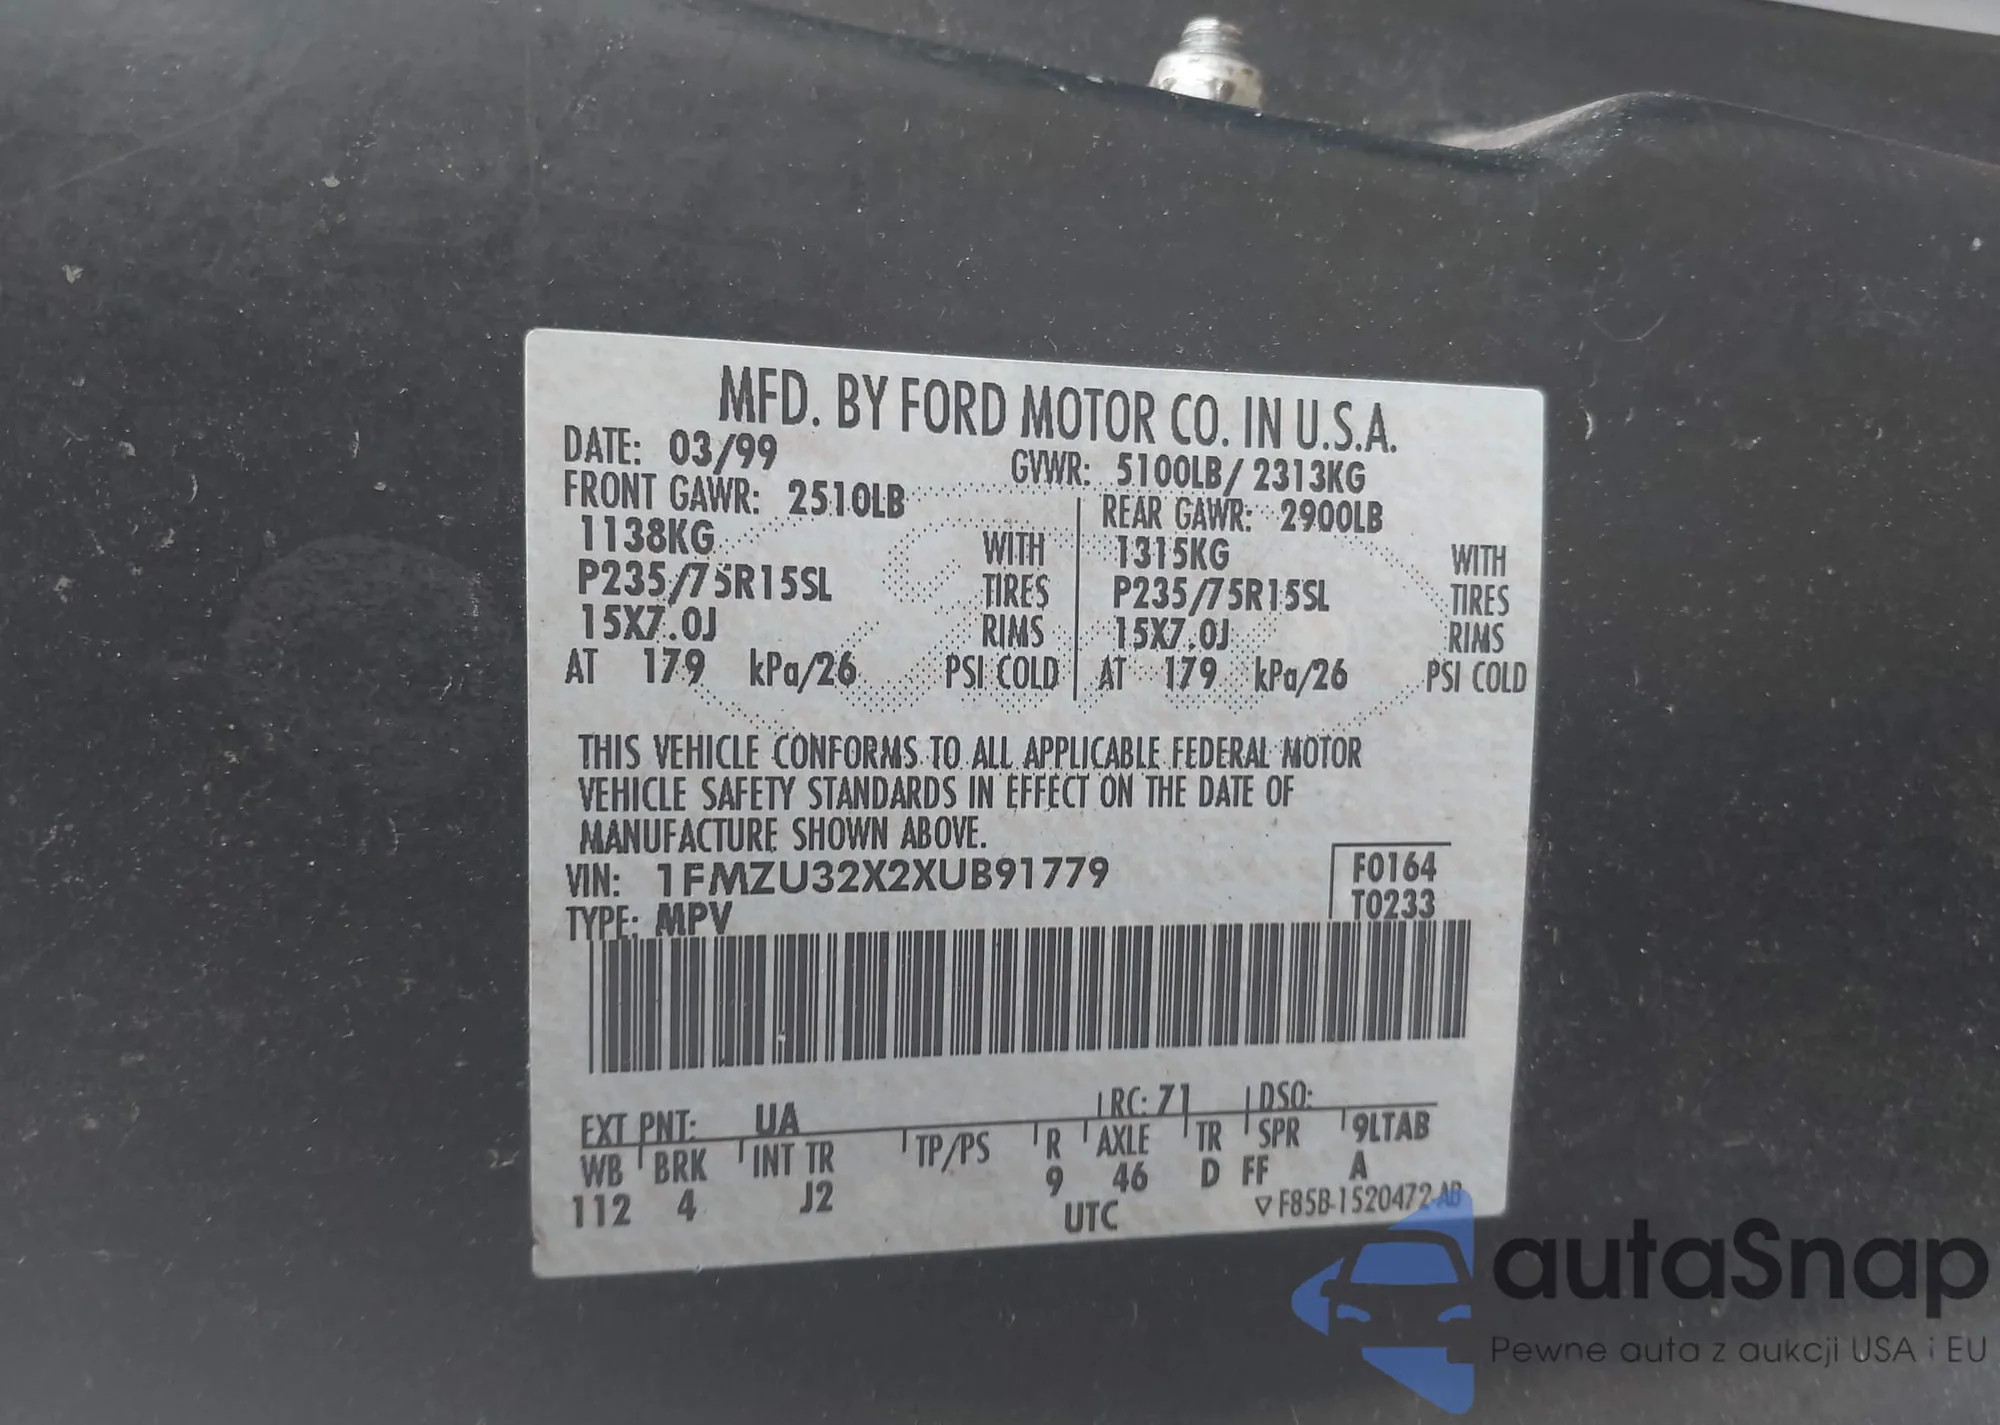 MFD. BY FORD MOTOR CO. IN U.S.A.
DATE: 03/99 GVWR: 5100LB/ 2313KG
FRONT GAWR: 2510LB REAR GAWR: 2900LB
1138KG WITH 1315KG WITH
P235/75R15SL TIRES P235/75R15SL TIRES
15X7.0J RIMS 15X7.0J RIMS
AT 179 kPa/26 PSI COLD AT 179 kPa/26 PSI COLD
THIS VEHICLE CONFORMS TO ALL APPLICABLE FEDERAL MOTOR
VEHICLE SAFETY STANDARDS IN EFFECT ON THE DATE OF
MANUFACTURE SHOWN ABOVE.
VIN: 1FMZU32X2XUB91779 F0164
TYPE: MPV T0233
EXT PNT: UA RC: 71 DSO:
WB BRK INT TR TP/PS R AXLE TR SPR 9LTAB
112 4 J2 9 46 D FF A
UTC ▽F85B-1520472-AB
autaSnap
Pewne auta z aukcji USA i EU